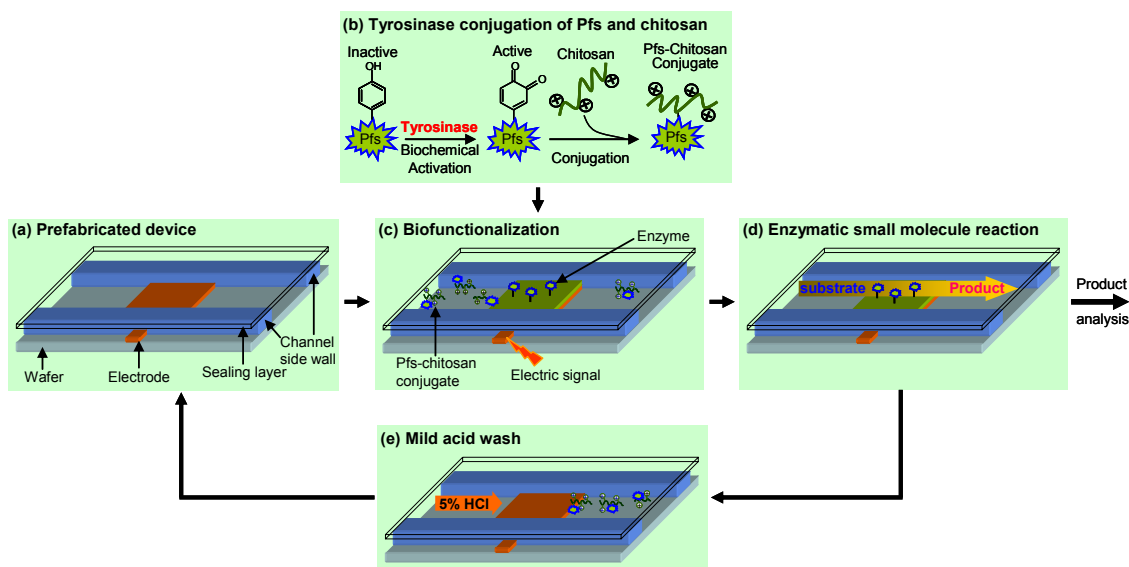 (b) Tyrosinase conjugation of Pfs and chitosan
Inactive
OH
Pfs
Tyrosinase
Biochemical
Activation
Active
O
O
Pfs
Chitosan
Conjugation
Pfs-Chitosan
Conjugate
Pfs
(a) Prefabricated device
Wafer
Electrode
Sealing layer
Channel
side wall
(c) Biofunctionalization
Enzyme
Pfs-chitosan
conjugate
Electric signal
(d) Enzymatic small molecule reaction
substrate
Product
Product
analysis
(e) Mild acid wash
5% HCl